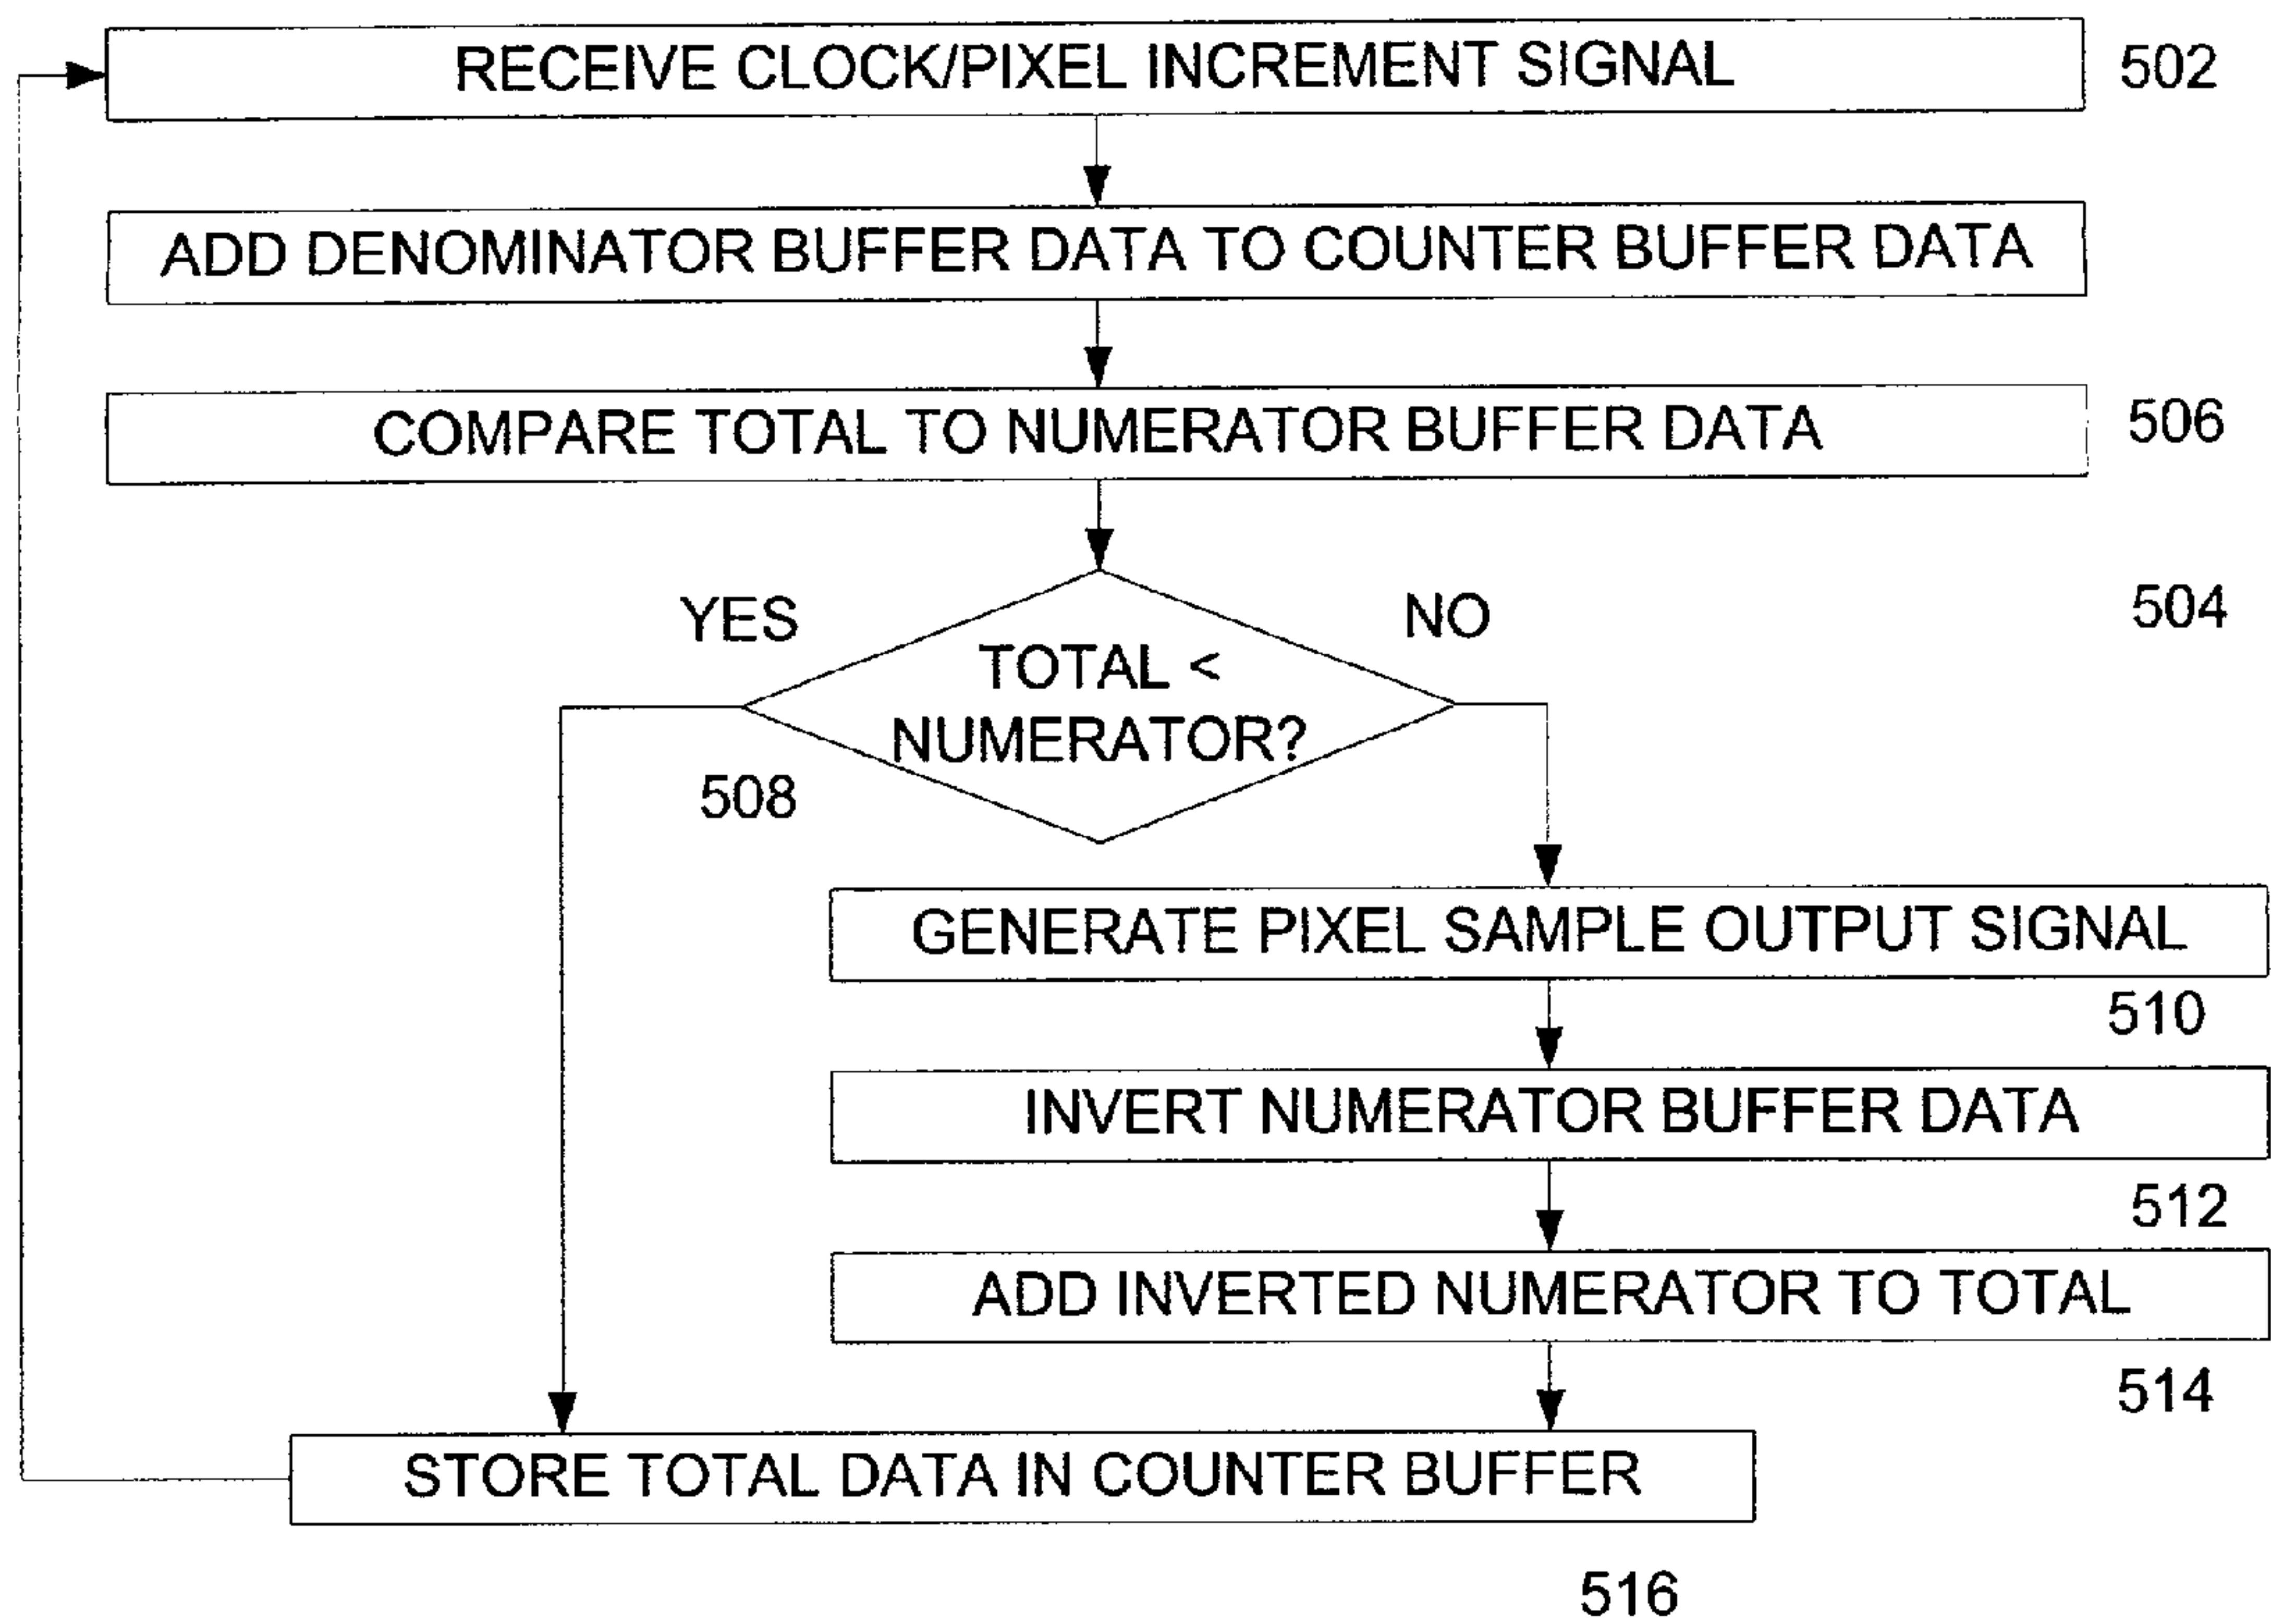 RECEIVE CLOCK/PIXEL INCREMENT SIGNAL
502
ADD DENOMINATOR BUFFER DATA TO COUNTER BUFFER DATA
COMPARE TOTAL TO NUMERATOR BUFFER DATA
506
504
YES
NO
TOTAL <
NUMERATOR?
508
GENERATE PIXEL SAMPLE OUTPUT SIGNAL
510
INVERT NUMERATOR BUFFER DATA
512
ADD INVERTED NUMERATOR TO TOTAL
514
STORE TOTAL DATA IN COUNTER BUFFER
516